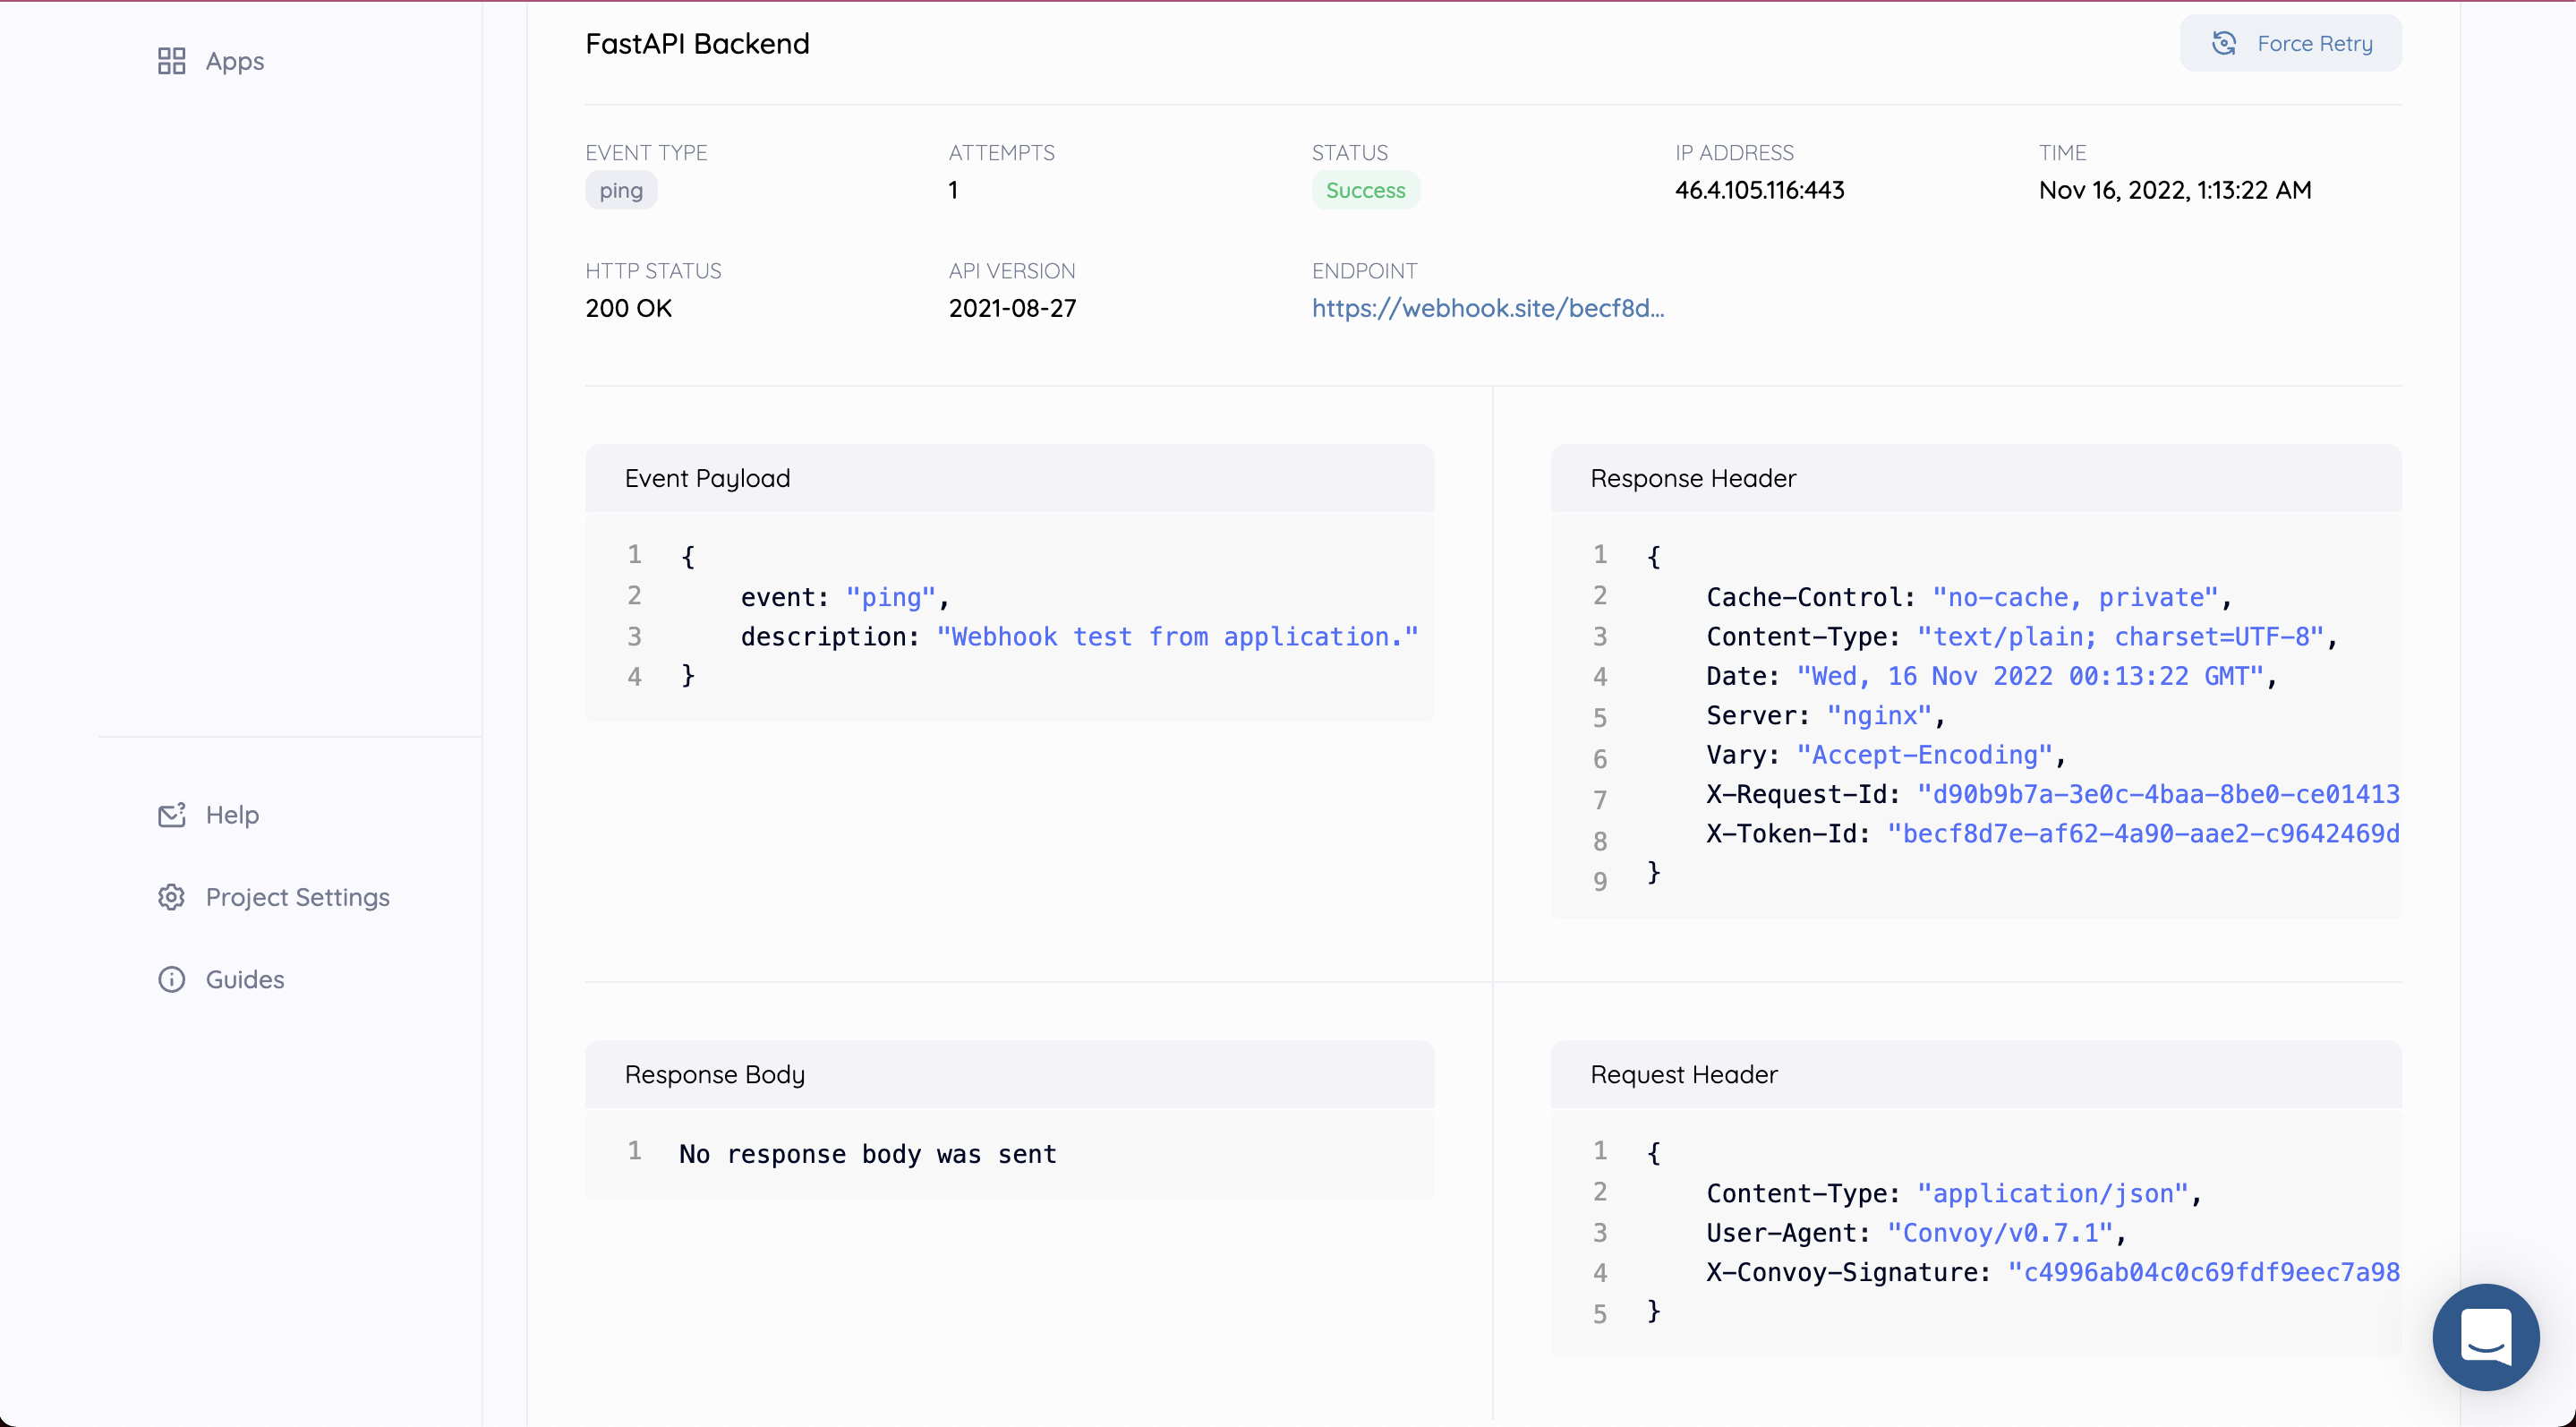 Apps
Help
Project Settings
Guides
FastAPI Backend
Force Retry
EVENT TYPE
ping
ATTEMPTS
1
STATUS
Success
IP ADDRESS
46.4.105.116:443
TIME
Nov 16, 2022, 1:13:22 AM
HTTP STATUS
200 OK
API VERSION
2021-08-27
ENDPOINT
https://webhook.site/becf8d...
Event Payload
1 {
2 event: "ping",
3 description: "Webhook test from application."
4 }
Response Header
1 {
2 Cache-Control: "no-cache, private",
3 Content-Type: "text/plain; charset=UTF-8",
4 Date: "Wed, 16 Nov 2022 00:13:22 GMT",
5 Server: "nginx",
6 Vary: "Accept-Encoding",
7 X-Request-Id: "d90b9b7a-3e0c-4baa-8be0-ce01413
8 X-Token-Id: "becf8d7e-af62-4a90-aae2-c9642469d
9 }
Response Body
1 No response body was sent
Request Header
1 {
2 Content-Type: "application/json",
3 User-Agent: "Convoy/v0.7.1",
4 X-Convoy-Signature: "c4996ab04c0c69fdf9eec7a98
5 }